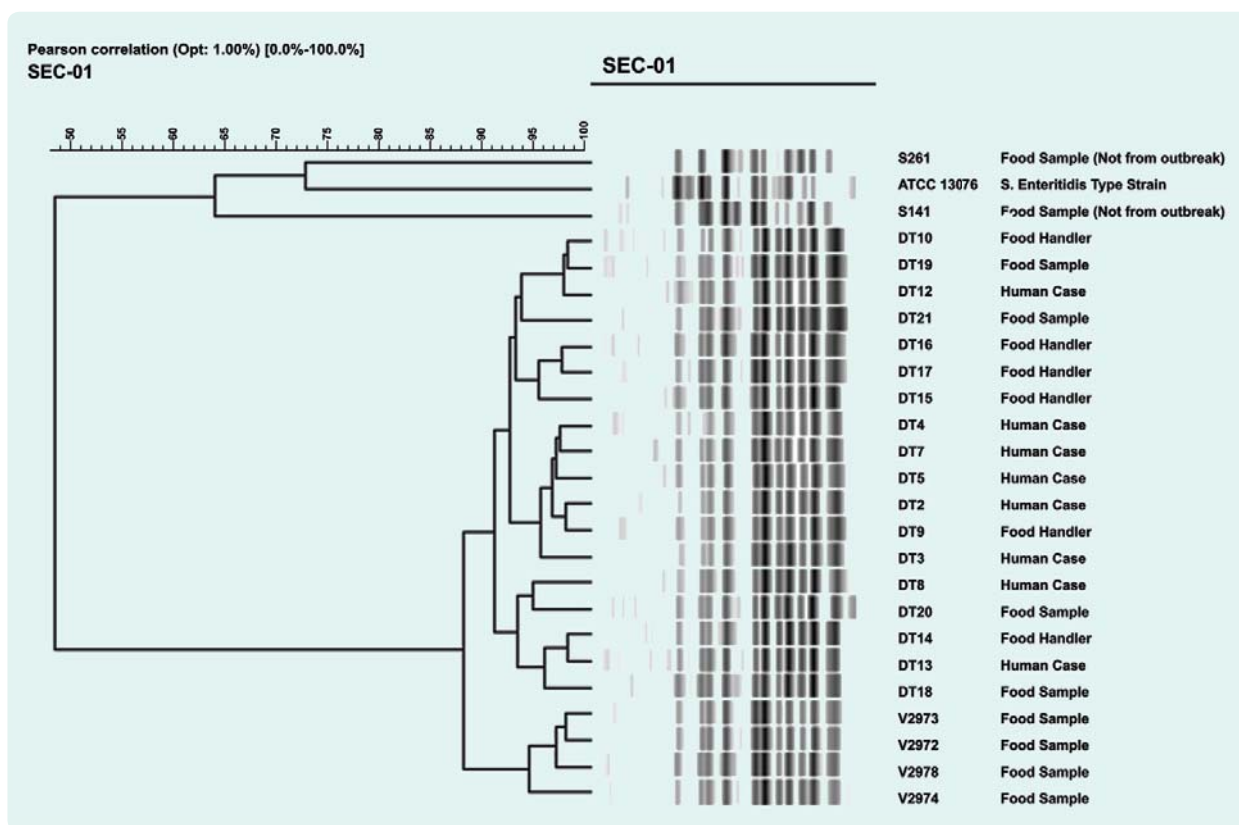 Pearson correlation (Opt: 1.00%) [0.0%-100.0%]
SEC-01
SEC-01
-50 -55 -60 -65 -70 -75 -80 -85 -90 -95 -100
S261 Food Sample (Not from outbreak)
ATCC 13076 S. Enteritidis Type Strain
S141 Food Sample (Not from outbreak)
DT10 Food Handler
DT19 Food Sample
DT12 Human Case
DT21 Food Sample
DT16 Food Handler
DT17 Food Handler
DT15 Food Handler
DT4 Human Case
DT7 Human Case
DT5 Human Case
DT2 Human Case
DT9 Food Handler
DT3 Human Case
DT8 Human Case
DT20 Food Sample
DT14 Food Handler
DT13 Human Case
DT18 Food Sample
V2973 Food Sample
V2972 Food Sample
V2978 Food Sample
V2974 Food Sample